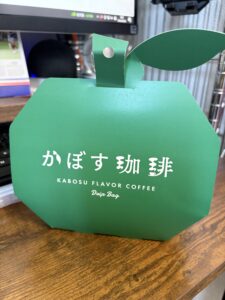 かぼす珈琲
KABOSU FLAVOR COFFEE
Drip Bag